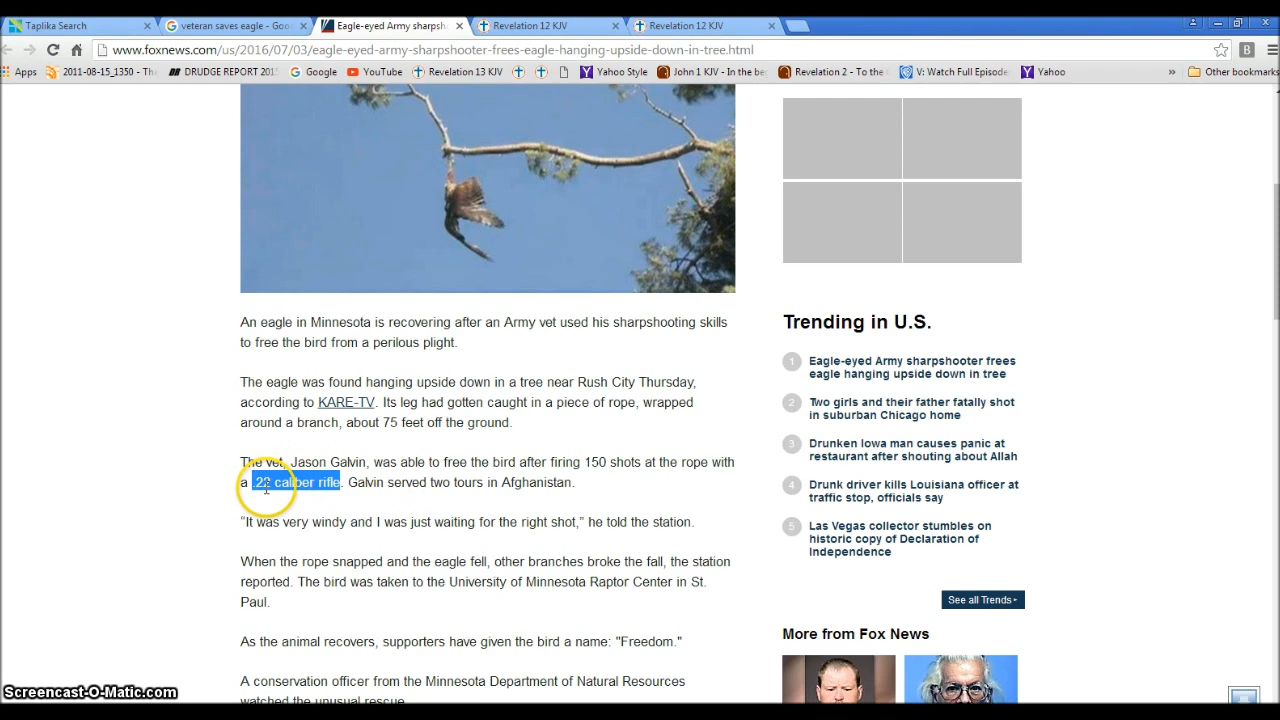 Taplika Search
veteran saves eagle - Goo
Eagle-eyed Army sharpsh
Revelation 12 KJV
Revelation 12 KJV
www.foxnews.com/us/2016/07/03/eagle-eyed-army-sharpshooter-frees-eagle-hanging-upside-down-in-tree.html
Apps
2011-08-15_1350 - Th
DRUDGE REPORT 201
Google
YouTube
Revelation 13 KJV
Yahoo Style
John 1 KJV - In the be
Revelation 2 - To the
V: Watch Full Episode
Yahoo
»
Other bookmarks
An eagle in Minnesota is recovering after an Army vet used his sharpshooting skills
to free the bird from a perilous plight.
The eagle was found hanging upside down in a tree near Rush City Thursday,
according to KARE-TV. Its leg had gotten caught in a piece of rope, wrapped
around a branch, about 75 feet off the ground.
The vet, Jason Galvin, was able to free the bird after firing 150 shots at the rope with
a .22 caliber rifle. Galvin served two tours in Afghanistan.
“It was very windy and I was just waiting for the right shot,” he told the station.
When the rope snapped and the eagle fell, other branches broke the fall, the station
reported. The bird was taken to the University of Minnesota Raptor Center in St.
Paul.
As the animal recovers, supporters have given the bird a name: "Freedom."
A conservation officer from the Minnesota Department of Natural Resources
watched the unusual rescue.
Trending in U.S.
1 Eagle-eyed Army sharpshooter frees
eagle hanging upside down in tree
2 Two girls and their father fatally shot
in suburban Chicago home
3 Drunken Iowa man causes panic at
restaurant after shouting about Allah
4 Drunk driver kills Louisiana officer at
traffic stop, officials say
5 Las Vegas collector stumbles on
historic copy of Declaration of
Independence
See all Trends
More from Fox News
Screencast-O-Matic.com